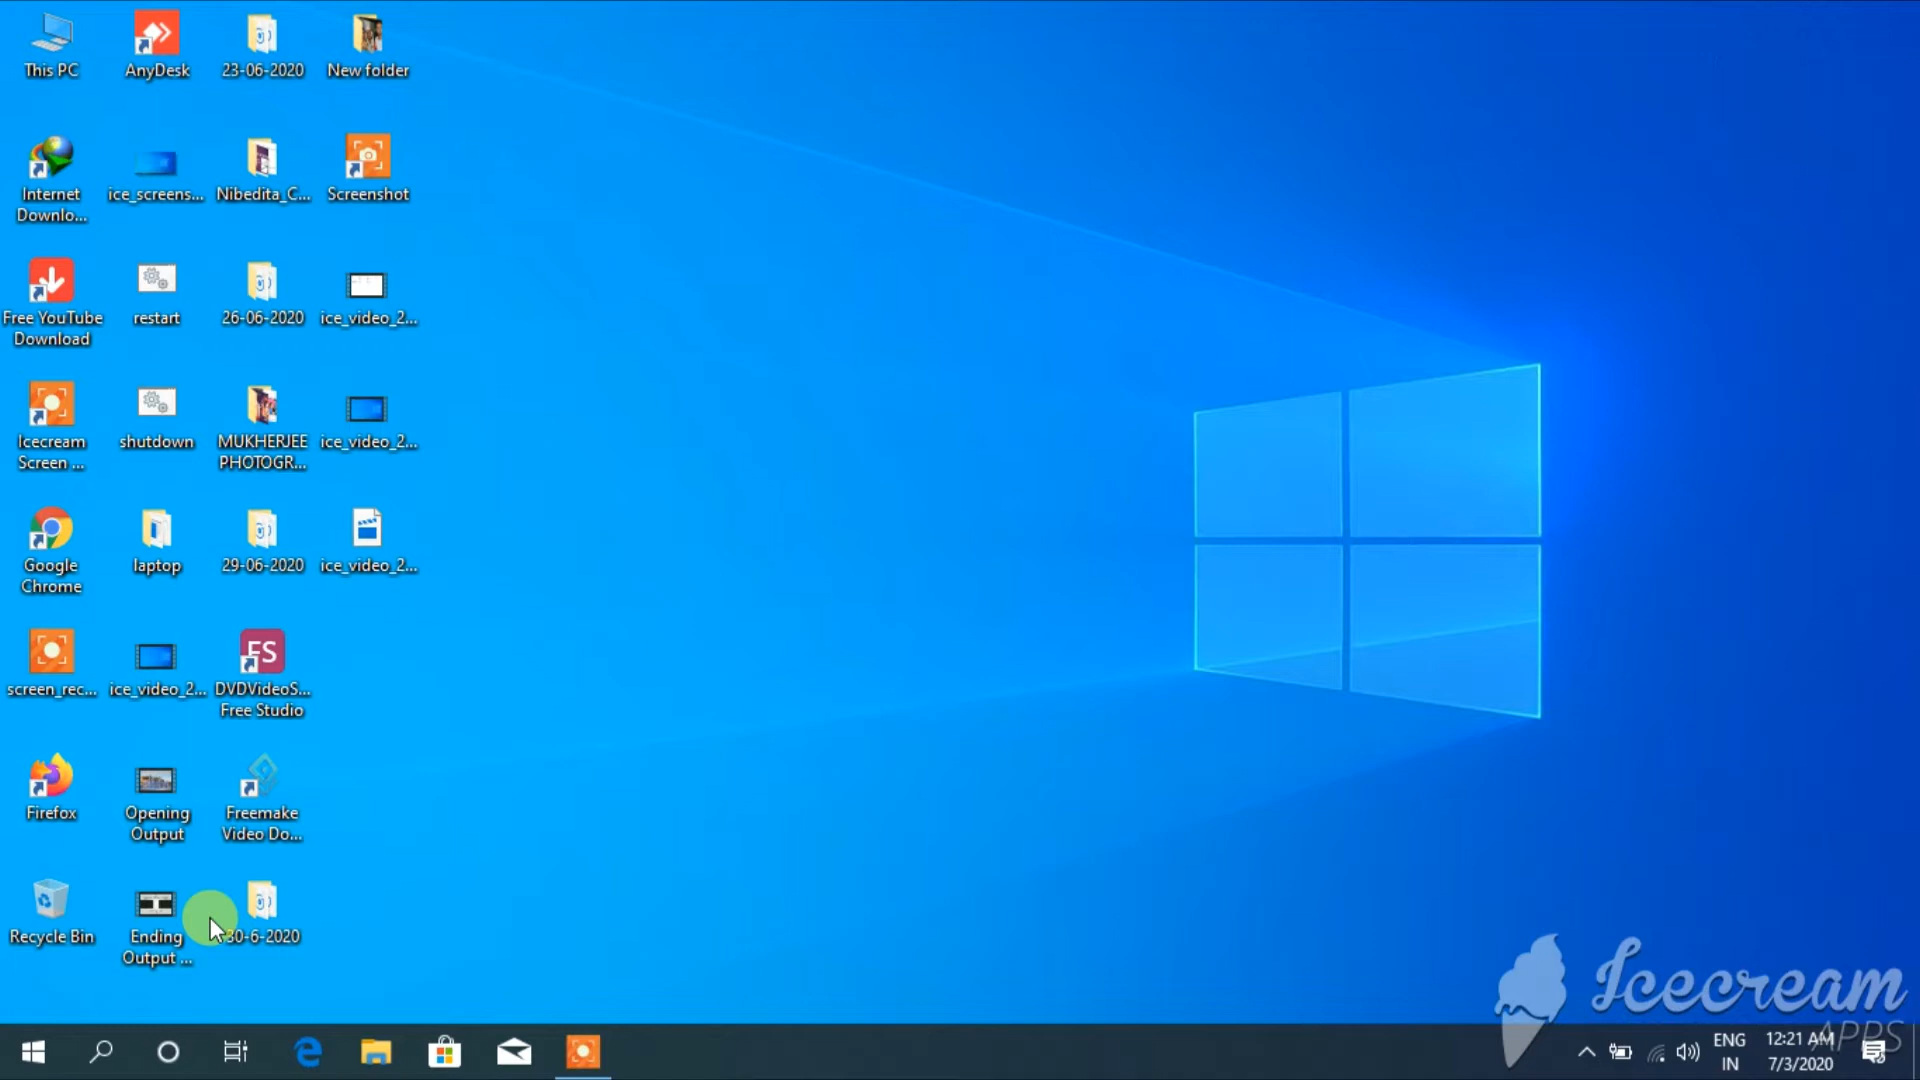 This PC
AnyDesk
23-06-2020
New folder
Internet
Downlo...
ice_screens...
Nibedita_C...
Screenshot
Free YouTube
Download
restart
26-06-2020
ice_video_2...
Icecream
Screen ...
shutdown
MUKHERJEE
PHOTOGR...
ice_video_2...
Google
Chrome
laptop
29-06-2020
ice_video_2...
screen_rec...
ice_video_2...
FS
DVDVideoS...
Free Studio
Firefox
Opening
Output
Freemake
Video Do...
Recycle Bin
Ending
Output ...
30-6-2020
Icecream
APPS
ENG
IN
12:21 AM
7/3/2020